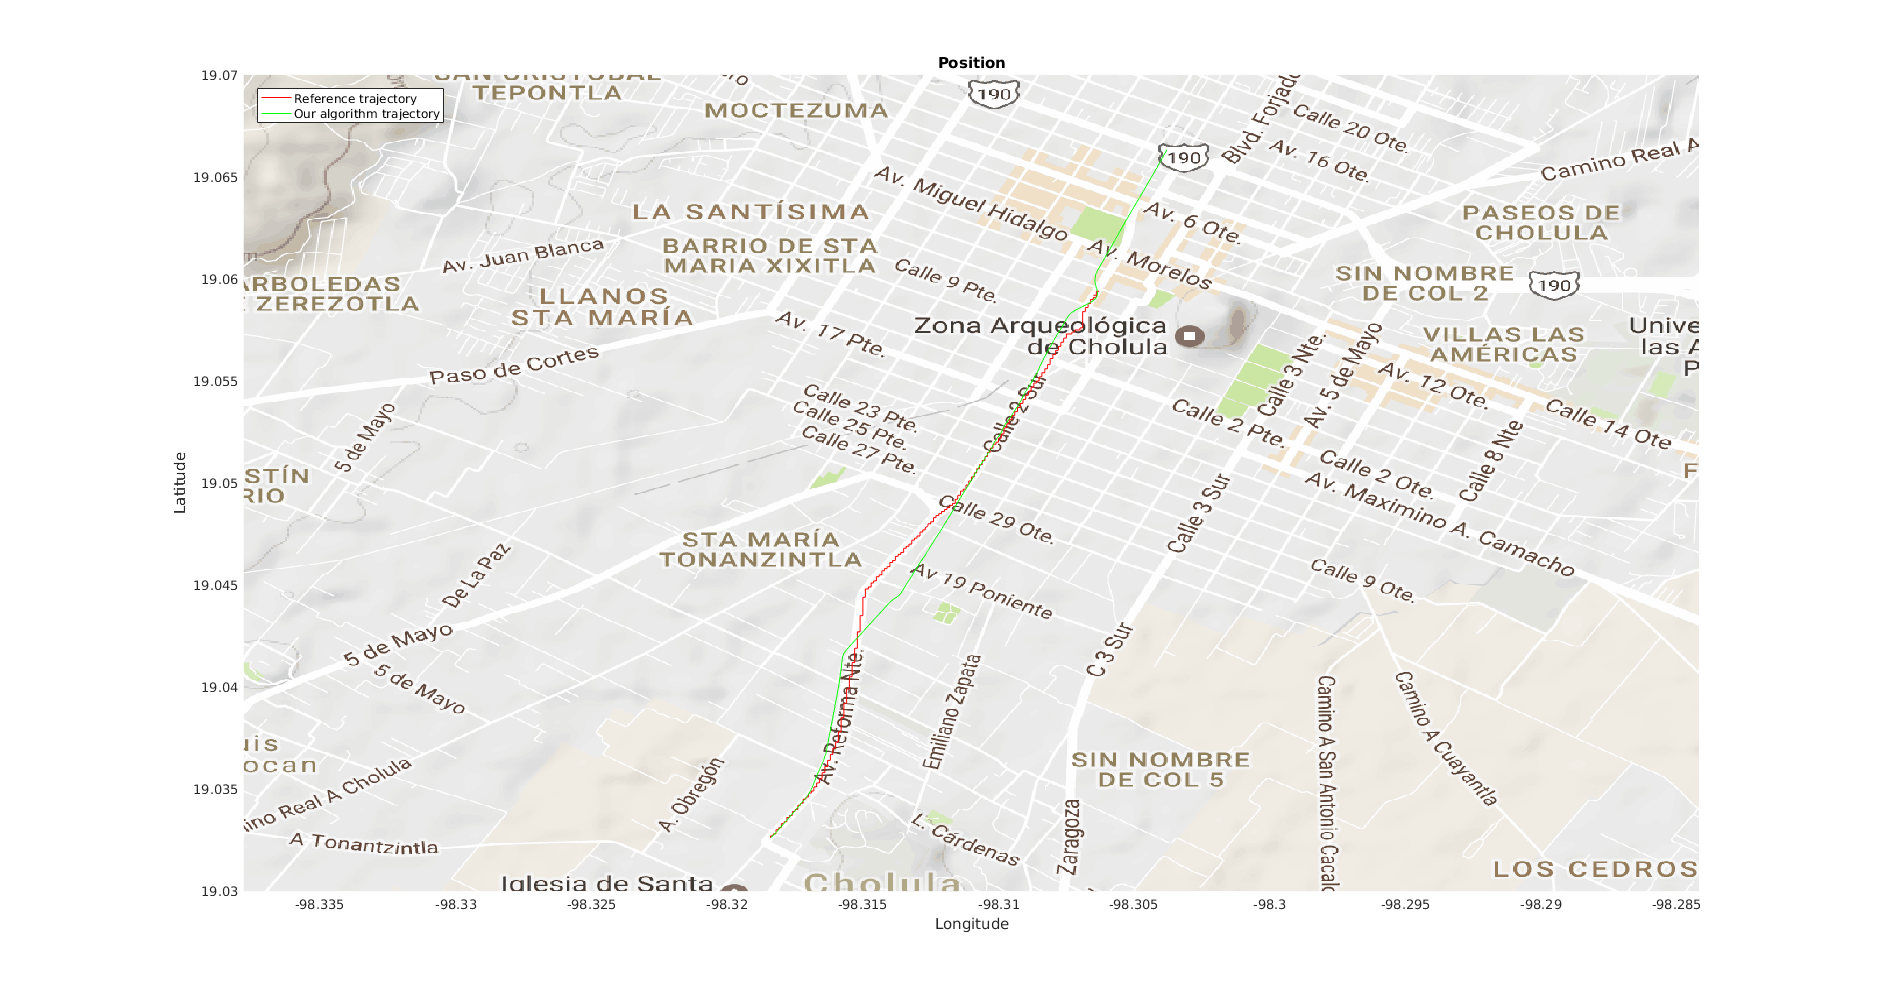 Position
19.07
19.065
19.06
19.055
19.05
19.045
19.04
19.035
19.03
Latitude
Reference trajectory
Our algorithm trajectory
SAN CRISTÓBAL
TEPONTLA
MOCTEZUMA
190
Blvd. Forjado
Calle 20 Ote.
Av. 16 Ote.
Camino Real A
190
Av. Miguel Hidalgo
LA SANTÍSIMA
Av. 6 Ote.
PASEOS DE
CHOLULA
Av. Juan Blanca
BARRIO DE STA
MARIA XIXITLA
Av. Morelos
Calle 9 Pte.
SIN NOMBRE
DE COL 2
190
ARBOLEDAS
ZEREZOTLA
LLANOS
STA MARÍA
Av. 17 Pte.
Zona Arqueológica
de Cholula
Calle 3 Nte.
Av. 5 de Mayo
VILLAS LAS
AMÉRICAS
Unive
las A
P
Paso de Cortes
Av. 12 Ote.
Calle 14 Ote
5 de Mayo
Calle 23 Pte.
Calle 25 Pte.
Calle 27 Pte.
Calle 2 Sur
Calle 2 Pte.
Calle 8 Nte
Calle 2 Ote.
Av. Maximino A. Camacho
F
STÍN
RIO
Calle 3 Sur
Calle 29 Ote.
STA MARÍA
TONANZINTLA
De La Paz
Av 19 Poniente
Calle 9 Ote.
5 de Mayo
5 de Mayo
C 3 Sur
Av. Reforma Nte.
Emiliano Zapata
Camino A San Antonio Cacalo
Camino A Cuayantla
uis
ocan
SIN NOMBRE
DE COL 5
ino Real A Cholula
A. Obregón
A Tonantzintla
L. Cárdenas
Zaragoza
LOS CEDROS
Iglesia de Santa
Cholula
-98.335
-98.33
-98.325
-98.32
-98.315
-98.31
-98.305
-98.3
-98.295
-98.29
-98.285
Longitude